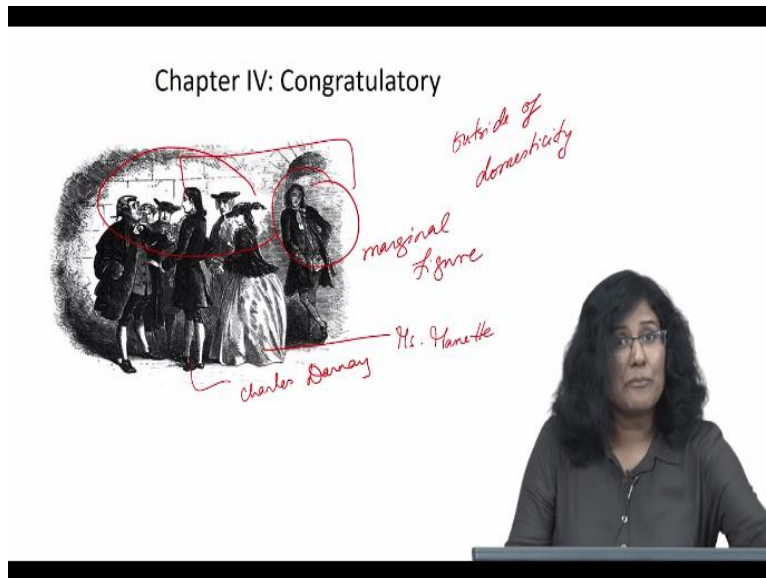 Chapter IV: Congratulatory
outside of
domesticity
marginal
figure
Ms. Manette
Charles Darnay